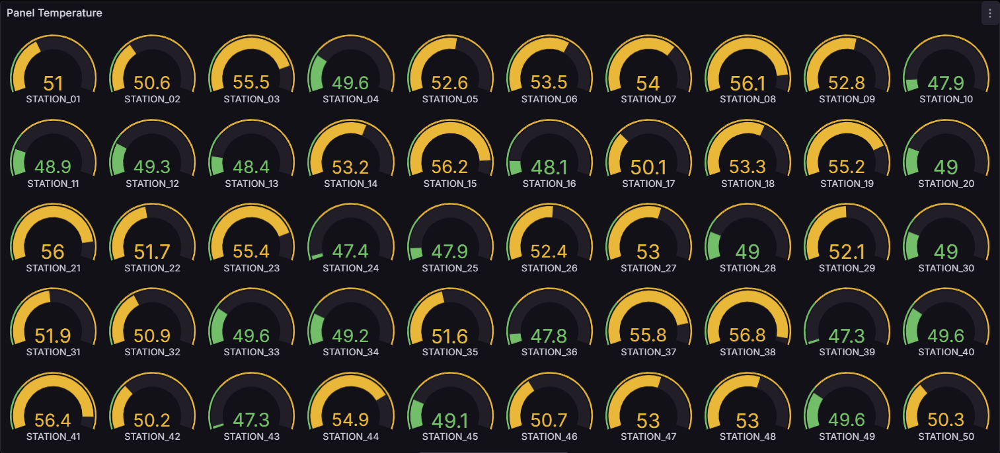 Panel Temperature
51 50.6 55.5 49.6 52.6 53.5 54 56.1 52.8 47.9
STATION_01 STATION_02 STATION_03 STATION_04 STATION_05 STATION_06 STATION_07 STATION_08 STATION_09 STATION_10
48.9 49.3 48.4 53.2 56.2 48.1 50.1 53.3 55.2 49
STATION_11 STATION_12 STATION_13 STATION_14 STATION_15 STATION_16 STATION_17 STATION_18 STATION_19 STATION_20
56 51.7 55.4 47.4 47.9 52.4 53 49 52.1 49
STATION_21 STATION_22 STATION_23 STATION_24 STATION_25 STATION_26 STATION_27 STATION_28 STATION_29 STATION_30
51.9 50.9 49.6 49.2 51.6 47.8 55.8 56.8 47.3 49.6
STATION_31 STATION_32 STATION_33 STATION_34 STATION_35 STATION_36 STATION_37 STATION_38 STATION_39 STATION_40
56.4 50.2 47.3 54.9 49.1 50.7 53 53 49.6 50.3
STATION_41 STATION_42 STATION_43 STATION_44 STATION_45 STATION_46 STATION_47 STATION_48 STATION_49 STATION_50